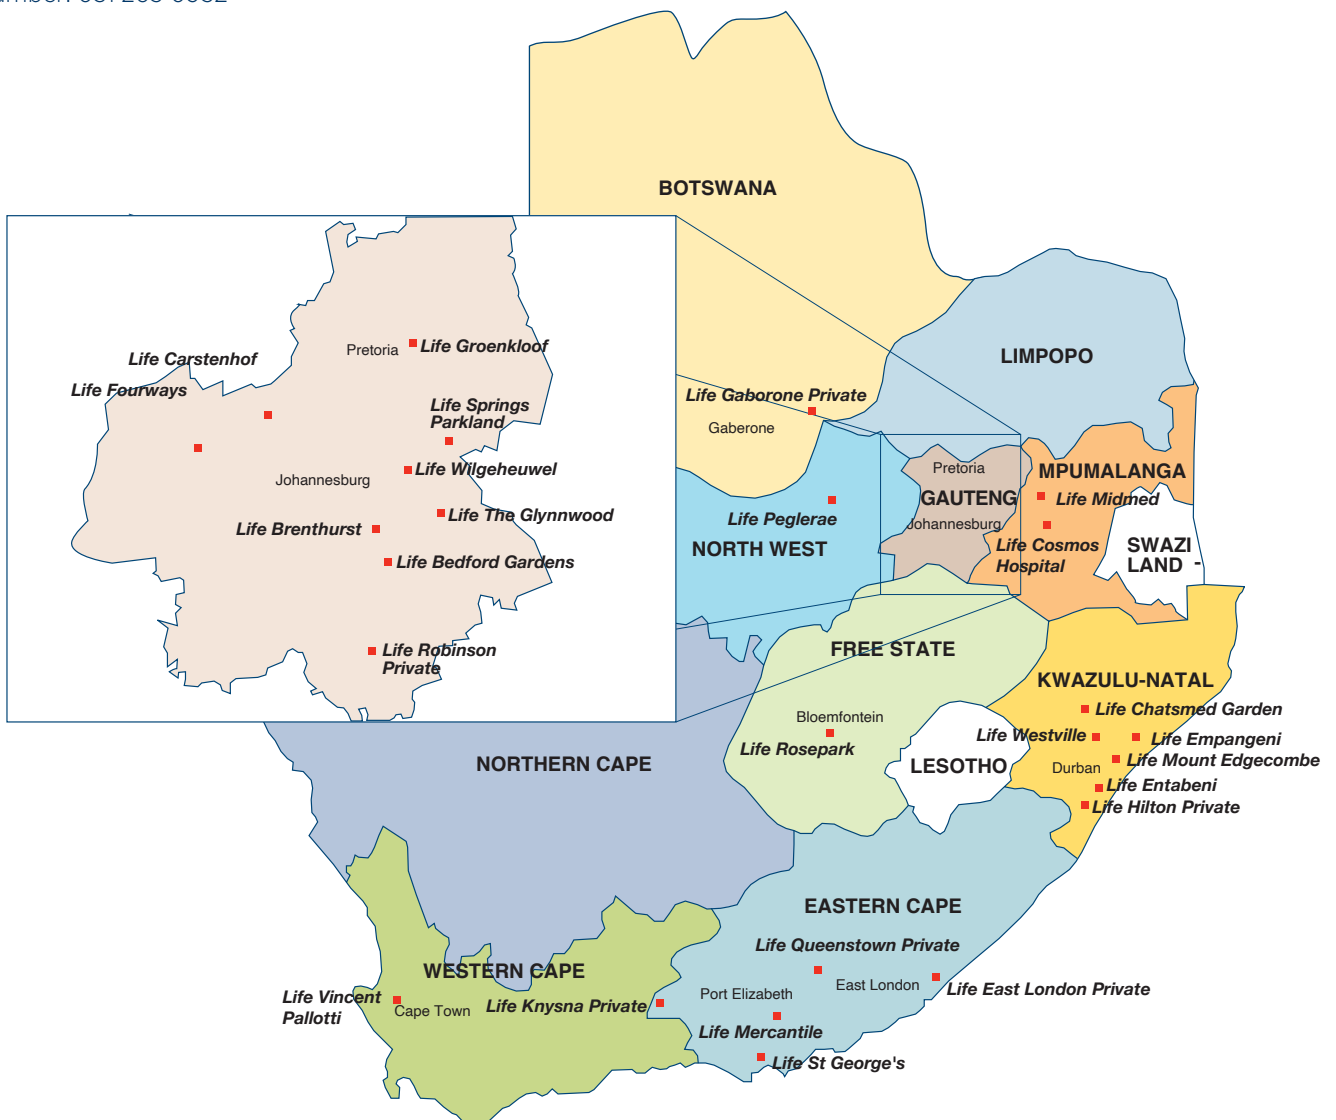 BOTSWANA
LIMPOPO
Life Carstenhof
Pretoria
Life Groenkloof
Life Fourways
Life Springs
Parkland
Life Gaborone Private
Gaberone
Johannesburg
Life Wilgeheuwel
Life The Glynnwood
Life Brenthurst
Life Bedford Gardens
Life Robinson
Private
Pretoria
GAUTENG
Johannesburg
MPUMALANGA
Life Midmed
Life Cosmos
Hospital
SWAZI
LAND -
Life Peglerae
NORTH WEST
FREE STATE
Bloemfontein
Life Rosepark
LESOTHO
KWAZULU-NATAL
Life Chatsmed Garden
Life Westville
Life Empangeni
Life Mount Edgecombe
Durban
Life Entabeni
Life Hilton Private
NORTHERN CAPE
EASTERN CAPE
Life Queenstown Private
East London
Life East London Private
Port Elizabeth
Life Mercantile
Life St George's
WESTERN CAPE
Life Vincent
Pallotti
Cape Town
Life Knysna Private